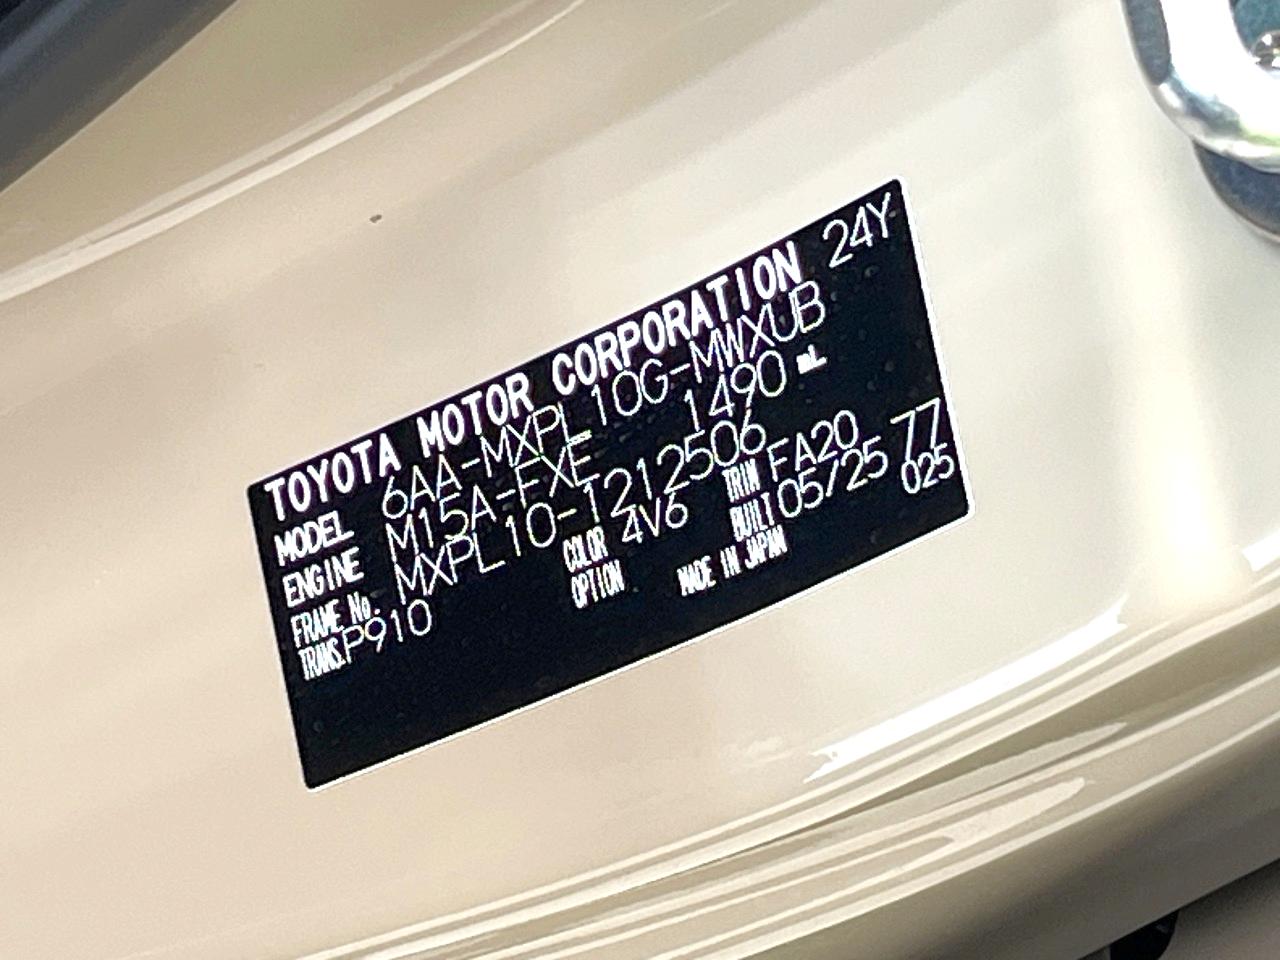 TOYOTA MOTOR CORPORATION 24Y
MODEL 6AA-MXPL10G-MWXUB
ENGINE M15A-FXE 1490 mL
FRAME No. MXPL10-1212506
TRANS. P910 COLOR 4V6 TRIM FA20 77
OPTION BUILT 05/25 025
MADE IN JAPAN